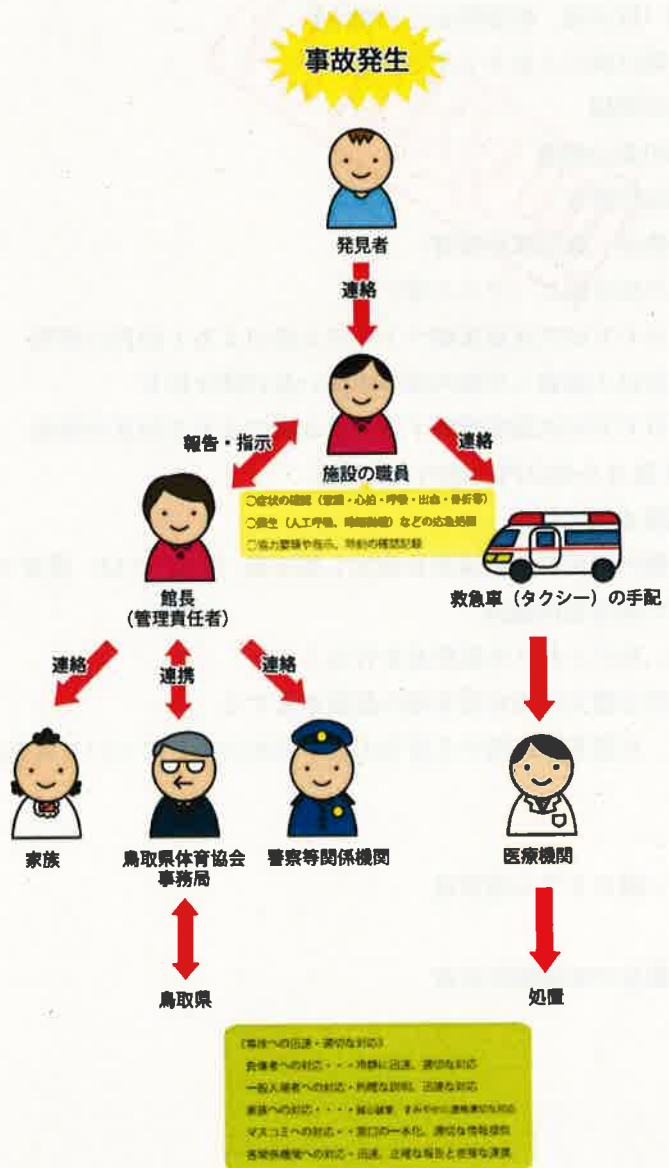 事故発生
発見者
連絡
報告・指示
連絡
施設の職員
○症状の確認(意識・心拍・呼吸・出血・骨折等)
○蘇生(人工呼吸、)などの応急処置
○協力要請や指示、時刻の確認記録
館長
(管理責任者)
救急車(タクシー)の手配
連絡
連携
連絡
家族
鳥取県体育協会
事務局
警察等関係機関
医療機関
鳥取県
処置
への迅速・適切な対応
負傷者への対応・・・冷静に迅速、適切な対応
一般入場者への対応・的確な説明、迅速な対応
家族への対応・・・・誠心誠意、すみやかに連絡適切な対応
マスコミへの対応・・窓口の一本化、適切な情報提供
各関係機関への対応・迅速、正確な報告と密接な連携